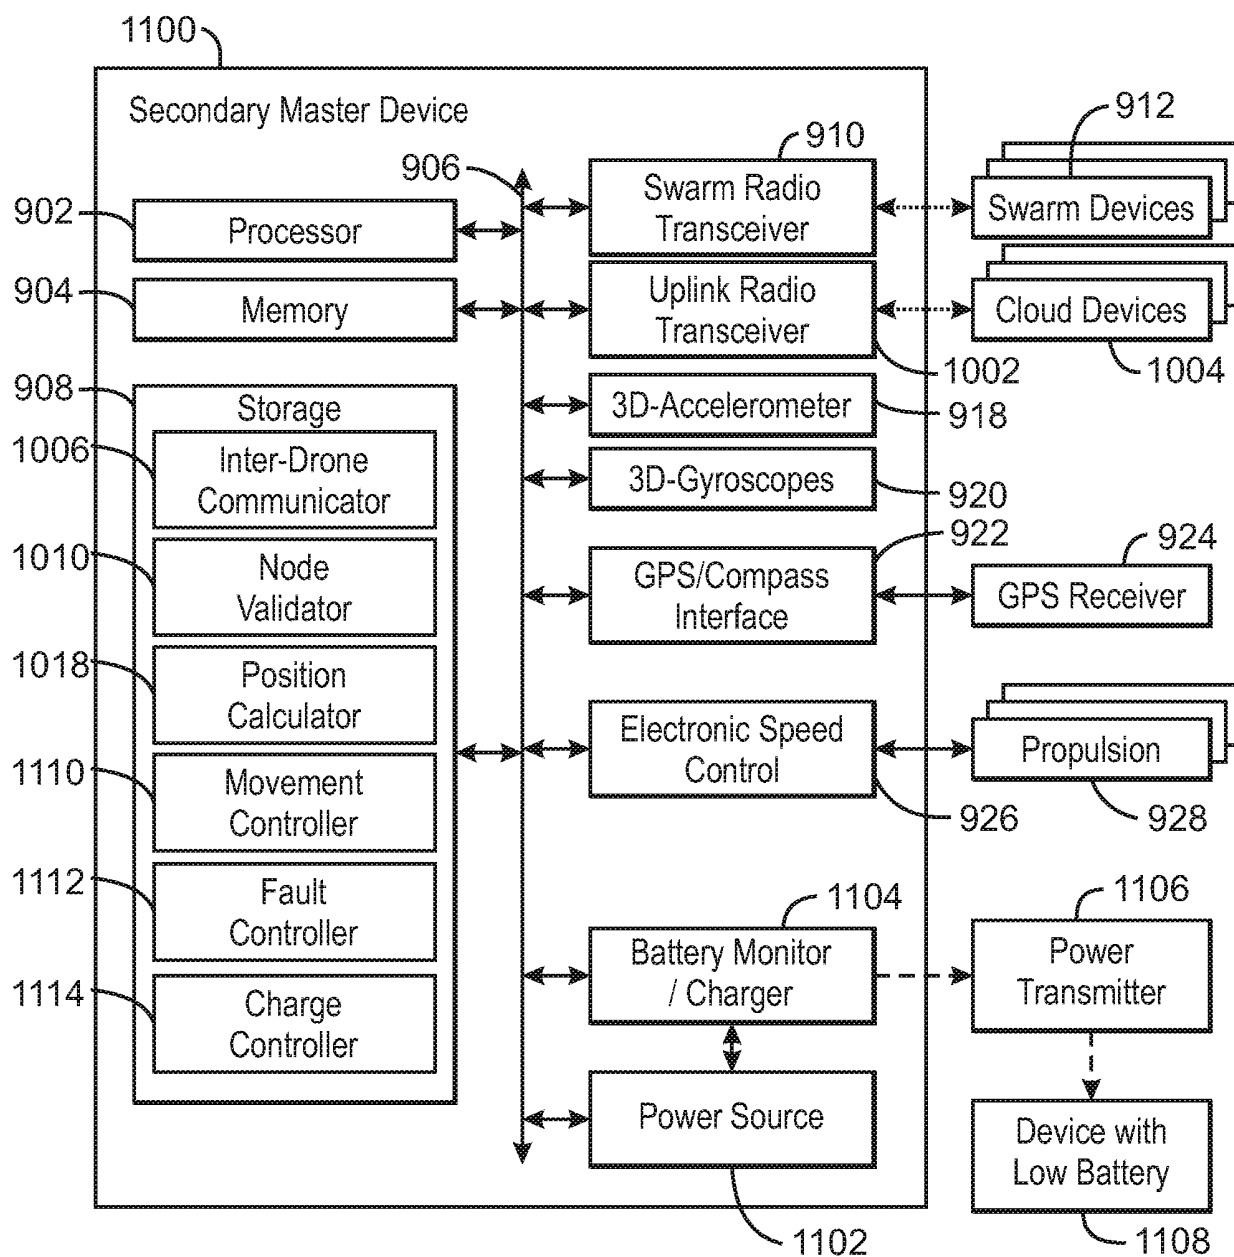 1100
Secondary Master Device
906
910
912
902
Processor
Swarm Radio
Transceiver
Swarm Devices
904
Memory
Uplink Radio
Transceiver
Cloud Devices
1002
1004
908
Storage
3D-Accelerometer
918
1006
Inter-Drone
Communicator
3D-Gyroscopes
920
1010
Node
Validator
922
924
GPS/Compass
Interface
GPS Receiver
1018
Position
Calculator
Electronic Speed
Control
Propulsion
1110
Movement
Controller
926
928
1112
Fault
Controller
1104
1106
Battery Monitor
/ Charger
Power
Transmitter
1114
Charge
Controller
Power Source
Device with
Low Battery
1102
1108